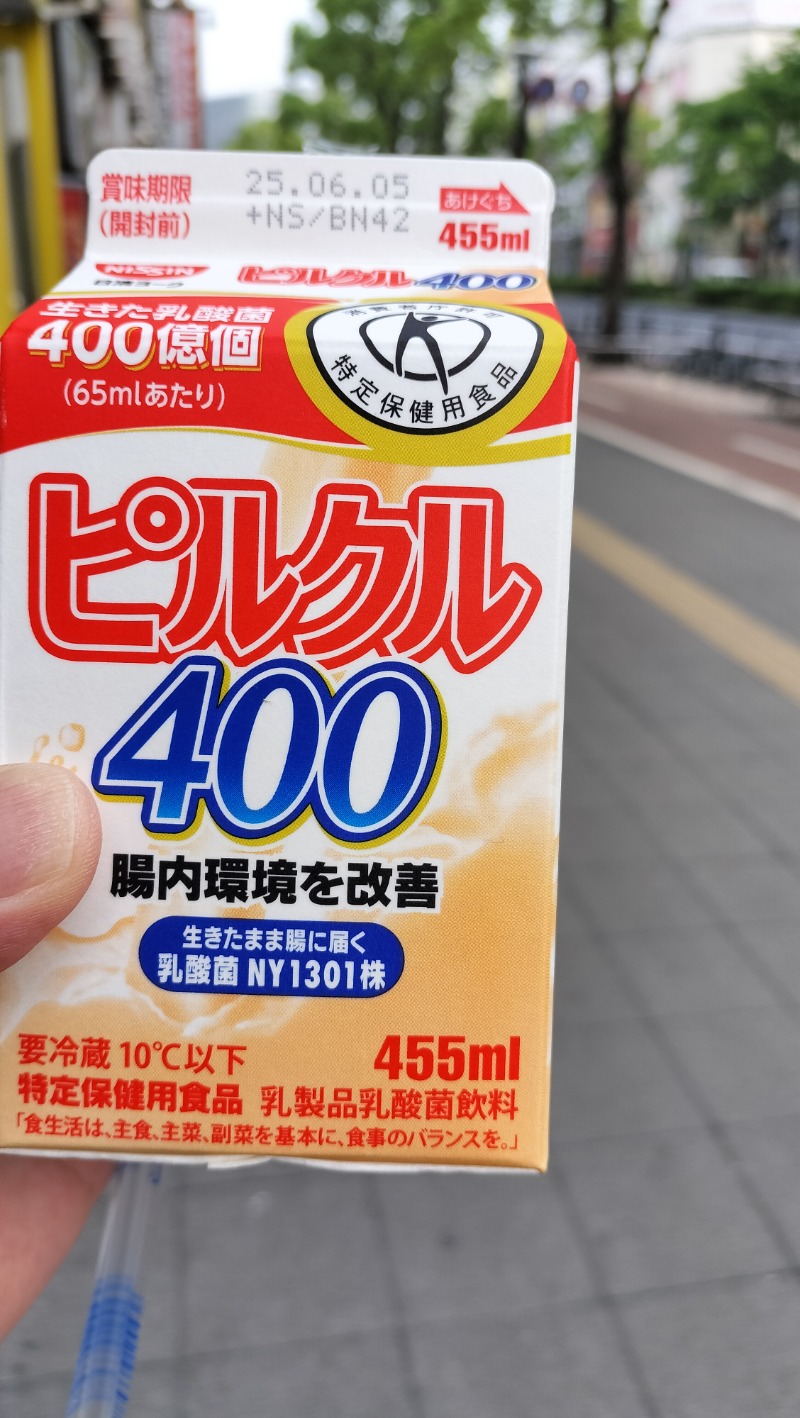 賞味期限
(開封前)
25.06.05
+NS/BN42
あけぐち
455ml
NISSIN
日清ヨーク
ピルクル400
生きた乳酸菌
400億個
(65mlあたり)
消費者庁許可
特定保健用食品
ピルクル
400
腸内環境を改善
生きたまま腸に届く
乳酸菌 NY1301株
要冷蔵 10℃以下
455ml
特定保健用食品 乳製品乳酸菌飲料
「食生活は、主食、主菜、副菜を基本に、食事のバランスを。」